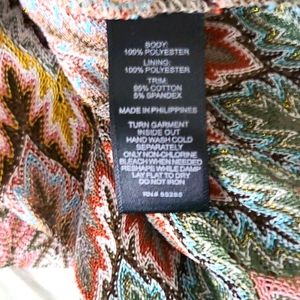 BODY:
100% POLYESTER
LINING:
100% POLYESTER
TRIM:
95% COTTON
5% SPANDEX
MADE IN PHILIPPINES
TURN GARMENT
INSIDE OUT
HAND WASH COLD
SEPARATELY
ONLY NON-CHLORINE
BLEACH WHEN NEEDED
RESHAPE WHILE DAMP
LAY FLAT TO DRY
DO NOT IRON